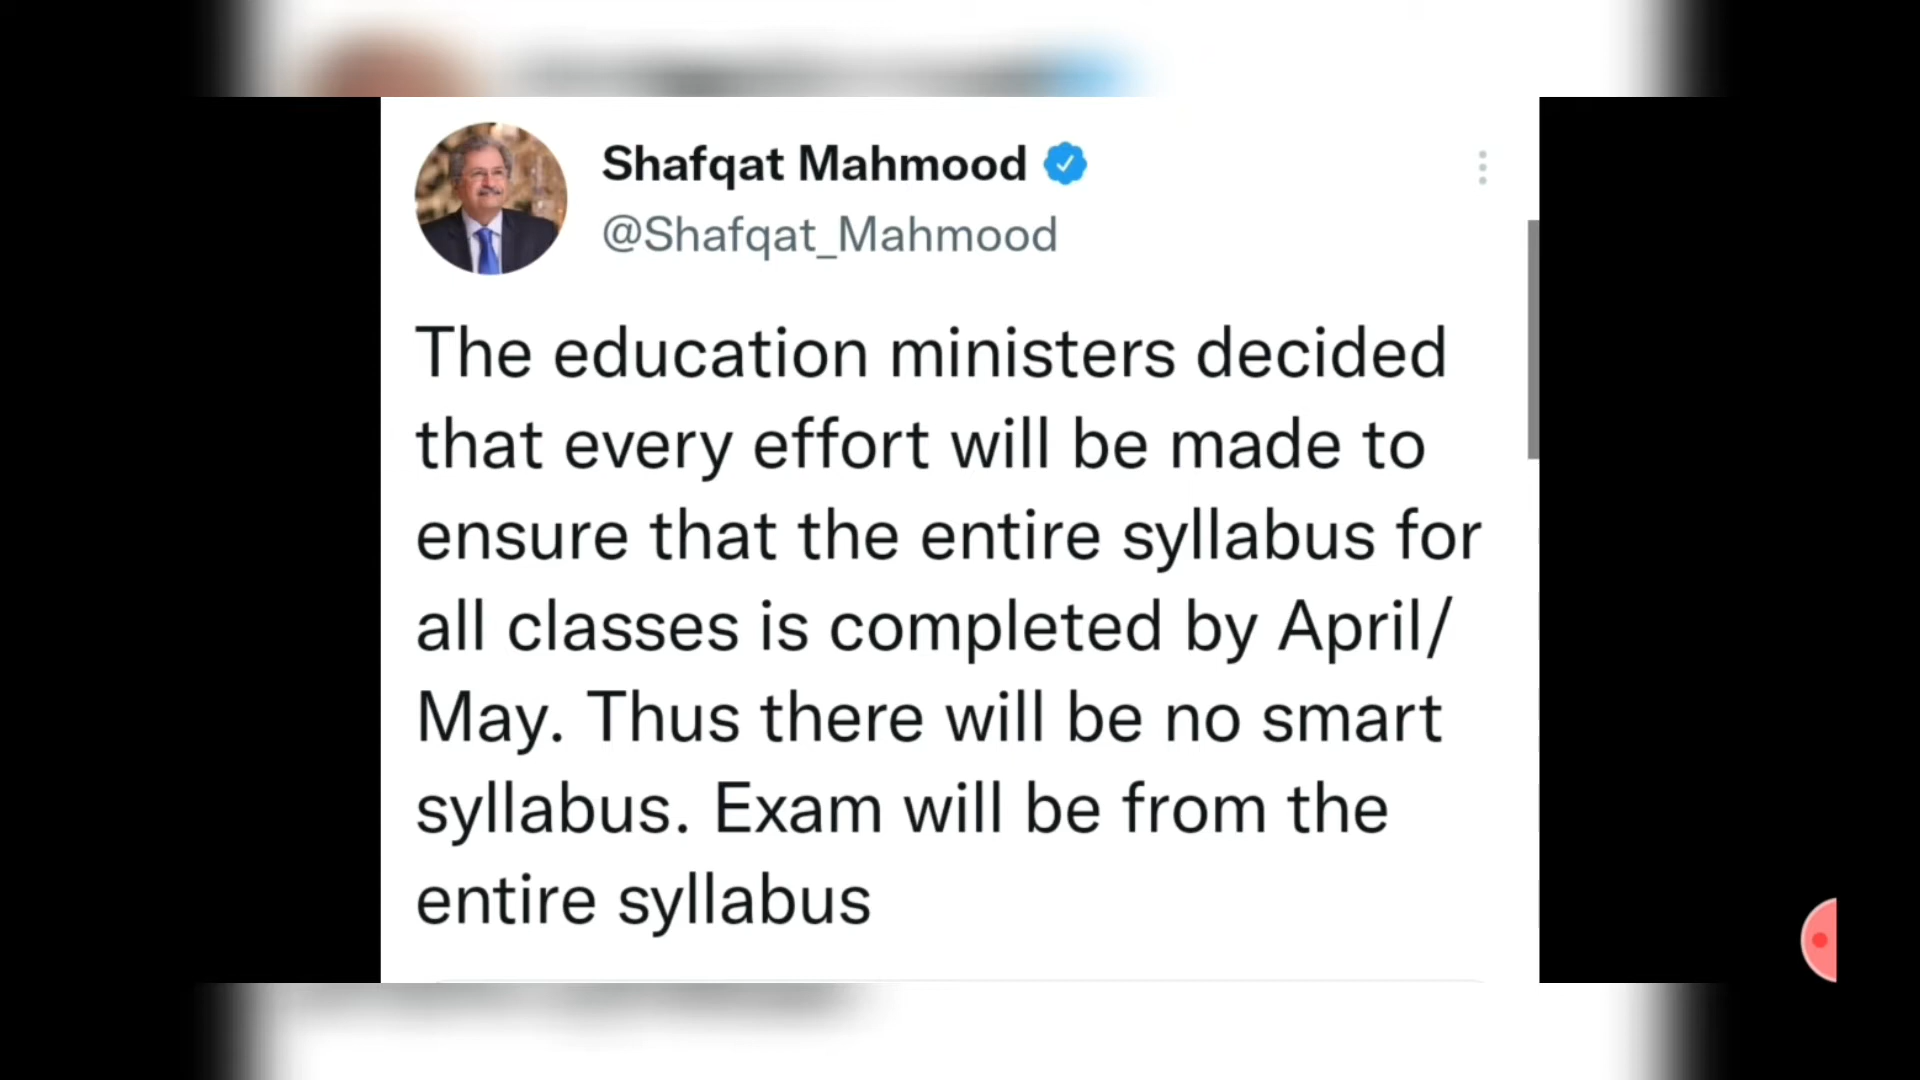 Shafqat Mahmood
@Shafqat_Mahmood
The education ministers decided
that every effort will be made to
ensure that the entire syllabus for
all classes is completed by April/
May. Thus there will be no smart
syllabus. Exam will be from the
entire syllabus